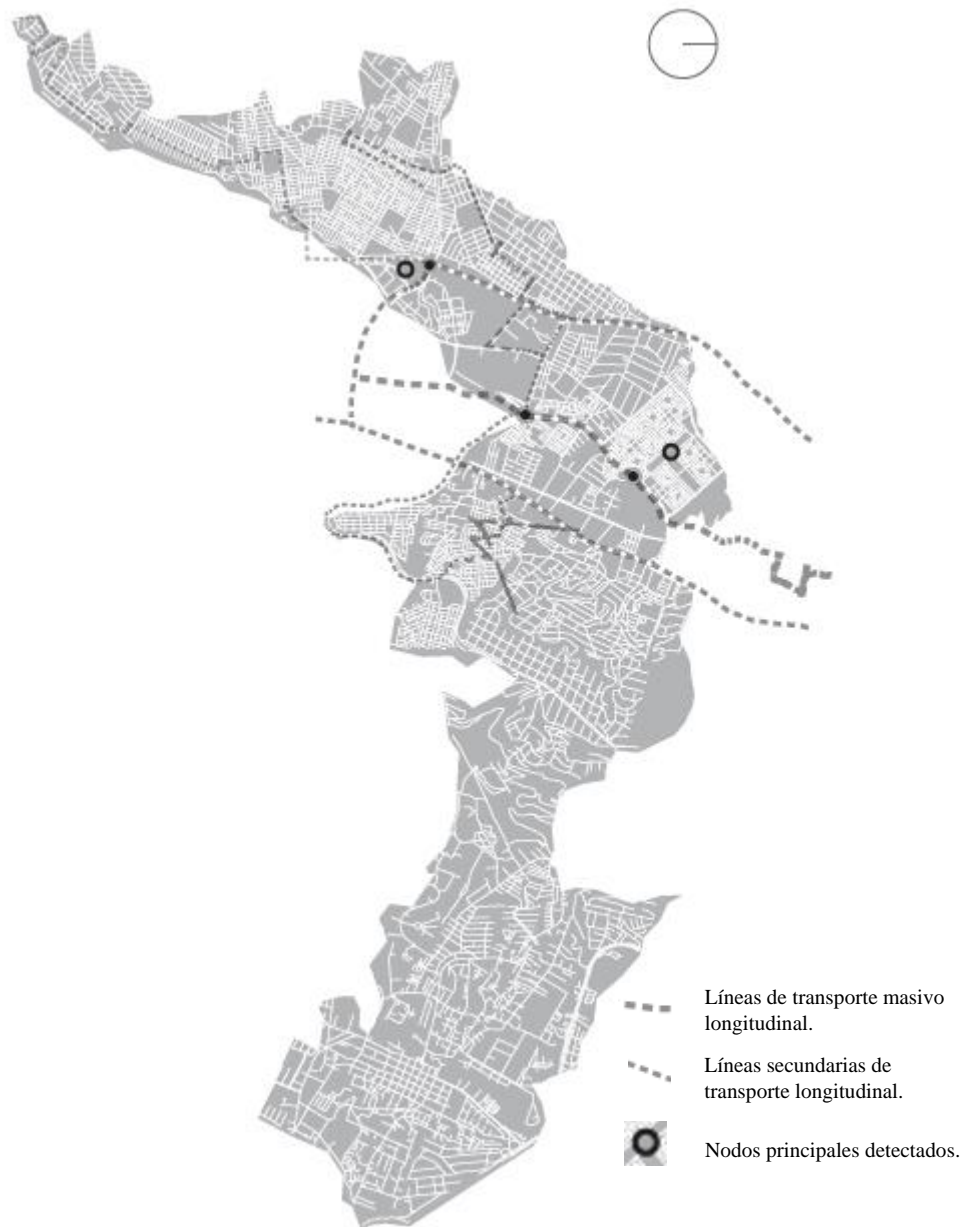 Líneas de transporte masivo
longitudinal.
Líneas secundarias de
transporte longitudinal.
Nodos principales detectados.